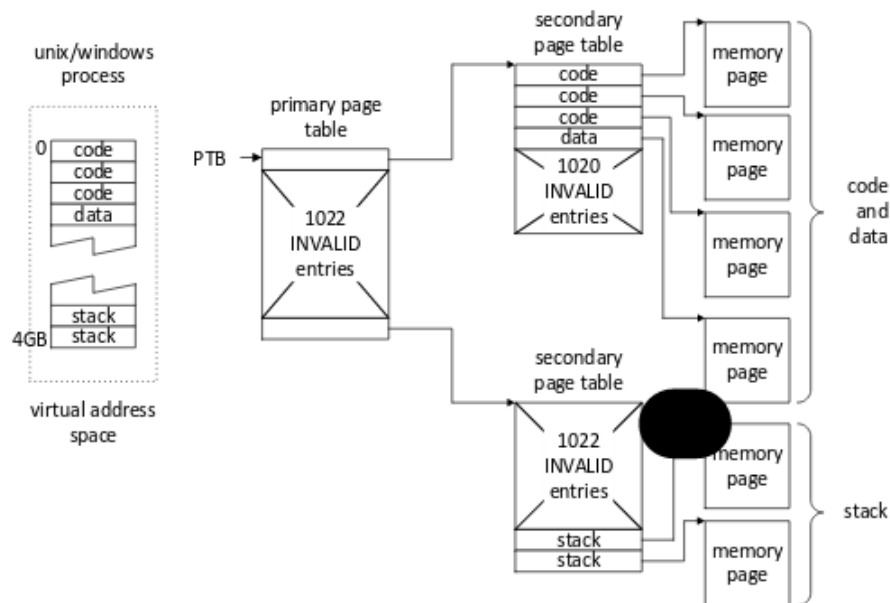 unix/windows
process
0
code
code
code
data
stack
4GB
stack
virtual address
space
primary page
table
PTB
1022
INVALID
entries
secondary
page table
code
code
code
data
1020
INVALID
entries
secondary
page table
1022
INVALID
entries
stack
stack
memory
page
memory
page
memory
page
memory
page
memory
page
memory
page
code
and
data
stack